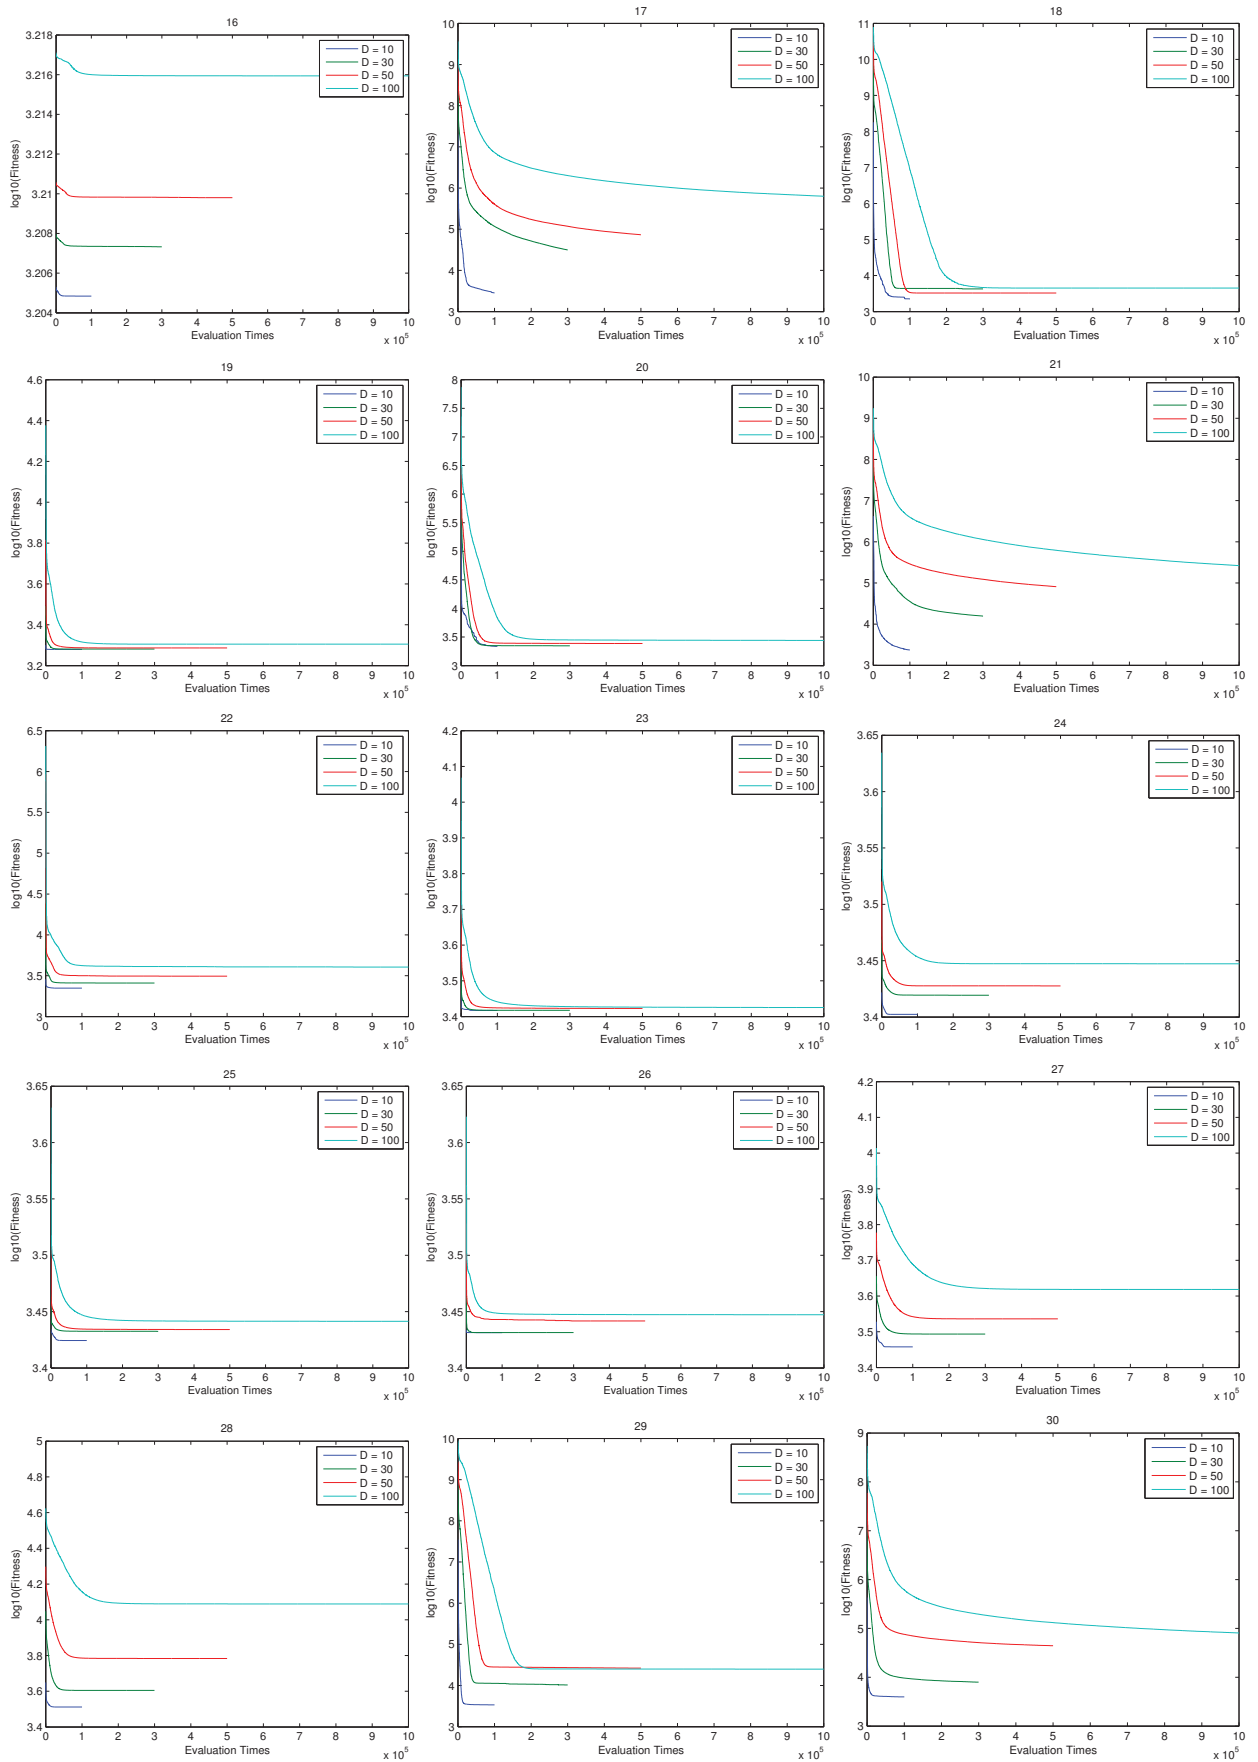 16
3.218
3.216
3.214
3.212
3.21
3.208
3.206
3.204
log10(Fitness)
0 1 2 3 4 5 6 7 8 9 10
Evaluation Times
x 10^5
D = 10
D = 30
D = 50
D = 100
17
10
9
8
7
6
5
4
3
log10(Fitness)
0 1 2 3 4 5 6 7 8 9 10
Evaluation Times
x 10^5
D = 10
D = 30
D = 50
D = 100
18
11
10
9
8
7
6
5
4
3
log10(Fitness)
0 1 2 3 4 5 6 7 8 9 10
Evaluation Times
x 10^5
D = 10
D = 30
D = 50
D = 100
19
4.6
4.4
4.2
4
3.8
3.6
3.4
3.2
log10(Fitness)
0 1 2 3 4 5 6 7 8 9 10
Evaluation Times
x 10^5
D = 10
D = 30
D = 50
D = 100
20
8
7.5
7
6.5
6
5.5
5
4.5
4
3.5
3
log10(Fitness)
0 1 2 3 4 5 6 7 8 9 10
Evaluation Times
x 10^5
D = 10
D = 30
D = 50
D = 100
21
10
9
8
7
6
5
4
3
log10(Fitness)
0 1 2 3 4 5 6 7 8 9 10
Evaluation Times
x 10^5
D = 10
D = 30
D = 50
D = 100
22
6.5
6
5.5
5
4.5
4
3.5
3
log10(Fitness)
0 1 2 3 4 5 6 7 8 9 10
Evaluation Times
x 10^5
D = 10
D = 30
D = 50
D = 100
23
4.2
4.1
4
3.9
3.8
3.7
3.6
3.5
3.4
log10(Fitness)
0 1 2 3 4 5 6 7 8 9 10
Evaluation Times
x 10^5
D = 10
D = 30
D = 50
D = 100
24
3.65
3.6
3.55
3.5
3.45
3.4
log10(Fitness)
0 1 2 3 4 5 6 7 8 9 10
Evaluation Times
x 10^5
D = 10
D = 30
D = 50
D = 100
25
3.65
3.6
3.55
3.5
3.45
3.4
log10(Fitness)
0 1 2 3 4 5 6 7 8 9 10
Evaluation Times
x 10^5
D = 10
D = 30
D = 50
D = 100
26
3.65
3.6
3.55
3.5
3.45
3.4
log10(Fitness)
0 1 2 3 4 5 6 7 8 9 10
Evaluation Times
x 10^5
D = 10
D = 30
D = 50
D = 100
27
4.2
4.1
4
3.9
3.8
3.7
3.6
3.5
3.4
log10(Fitness)
0 1 2 3 4 5 6 7 8 9 10
Evaluation Times
x 10^5
D = 10
D = 30
D = 50
D = 100
28
5
4.8
4.6
4.4
4.2
4
3.8
3.6
3.4
log10(Fitness)
0 1 2 3 4 5 6 7 8 9 10
Evaluation Times
x 10^5
D = 10
D = 30
D = 50
D = 100
29
10
9
8
7
6
5
4
3
log10(Fitness)
0 1 2 3 4 5 6 7 8 9 10
Evaluation Times
x 10^5
D = 10
D = 30
D = 50
D = 100
30
9
8
7
6
5
4
3
log10(Fitness)
0 1 2 3 4 5 6 7 8 9 10
Evaluation Times
x 10^5
D = 10
D = 30
D = 50
D = 100